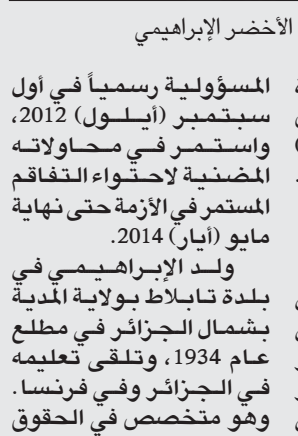 الأخضر الإبراهيمي
المسؤولية رسمياً في أول
سبتمبر (أيلول) 2012،
واستمر في محاولاته
المضنية لاحتواء التفاقم
المستمر في الأزمة حتى نهاية
مايو (أيار) 2014.
ولد الإبراهيمي في
بلدة تابلاط بولاية المدية
بشمال الجزائر في مطلع
عام 1934، وتلقى تعليمه
في الجزائر وفي فرنسا.
وهو متخصص في الحقوق